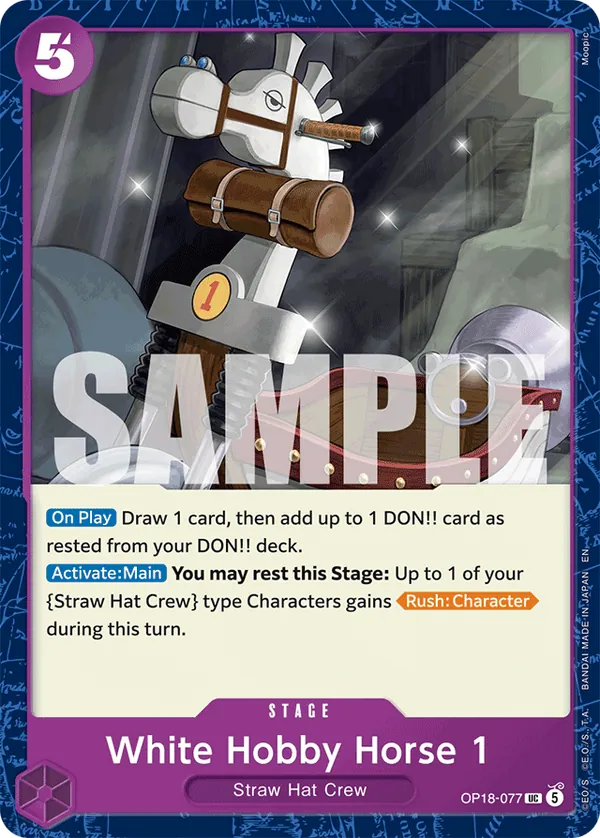 5
Moopic
1
SAMPLE
On Play Draw 1 card, then add up to 1 DON!! card as
rested from your DON!! deck.
Activate:Main You may rest this Stage: Up to 1 of your
{Straw Hat Crew} type Characters gains Rush: Character
during this turn.
STAGE
White Hobby Horse 1
Straw Hat Crew
OP18-077 UC 5
©E.O./S. ©E.O./S., T.A. BANDAI MADE IN JAPAN EN